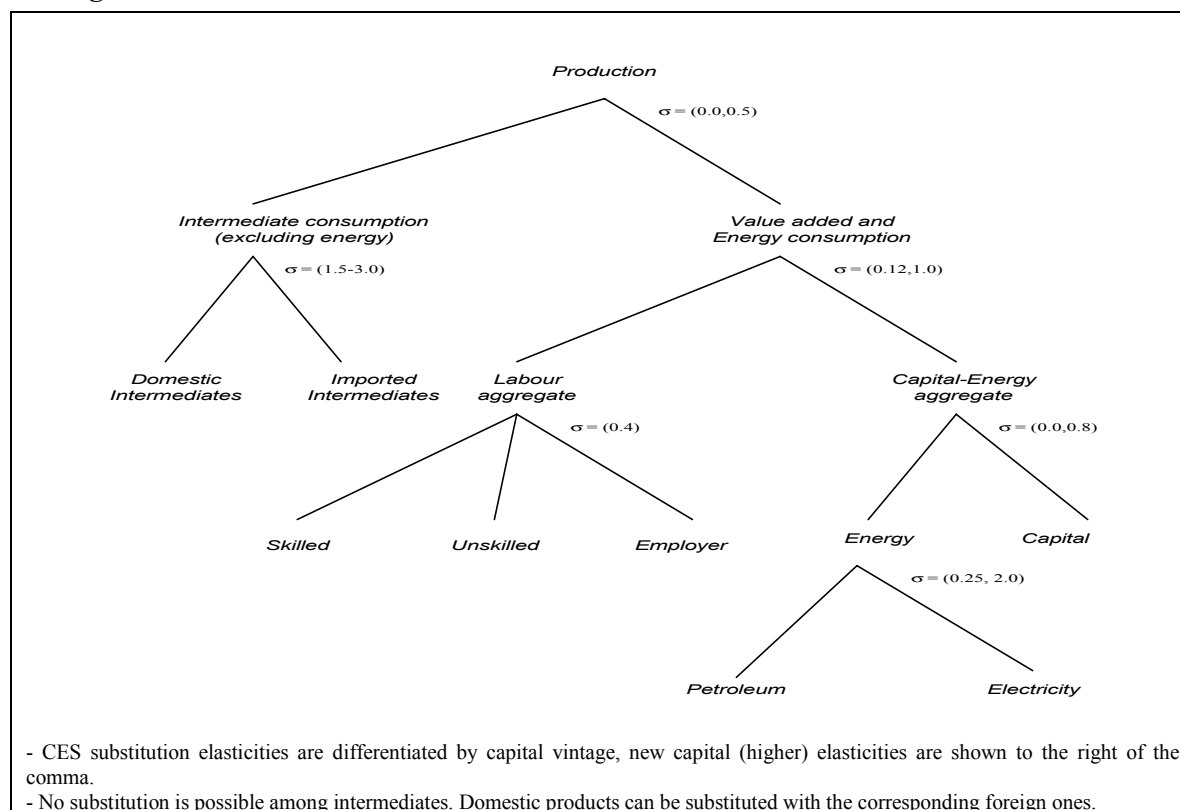 Production
σ = (0.0,0.5)
Intermediate consumption
(excluding energy)
Value added and
Energy consumption
σ = (1.5-3.0)
σ = (0.12,1.0)
Domestic
Intermediates
Imported
Intermediates
Labour
aggregate
Capital-Energy
aggregate
σ = (0.4)
σ = (0.0,0.8)
Skilled
Unskilled
Employer
Energy
Capital
σ = (0.25, 2.0)
Petroleum
Electricity
- CES substitution elasticities are differentiated by capital vintage, new capital (higher) elasticities are shown to the right of the
comma.
- No substitution is possible among intermediates. Domestic products can be substituted with the corresponding foreign ones.